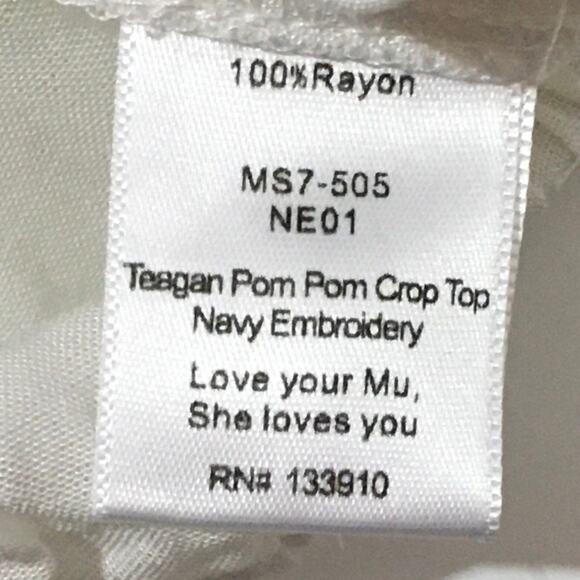 100%Rayon
MS7-505
NE01
Teagan Pom Pom Crop Top
Navy Embroidery
Love your Mu,
She loves you
RN# 133910